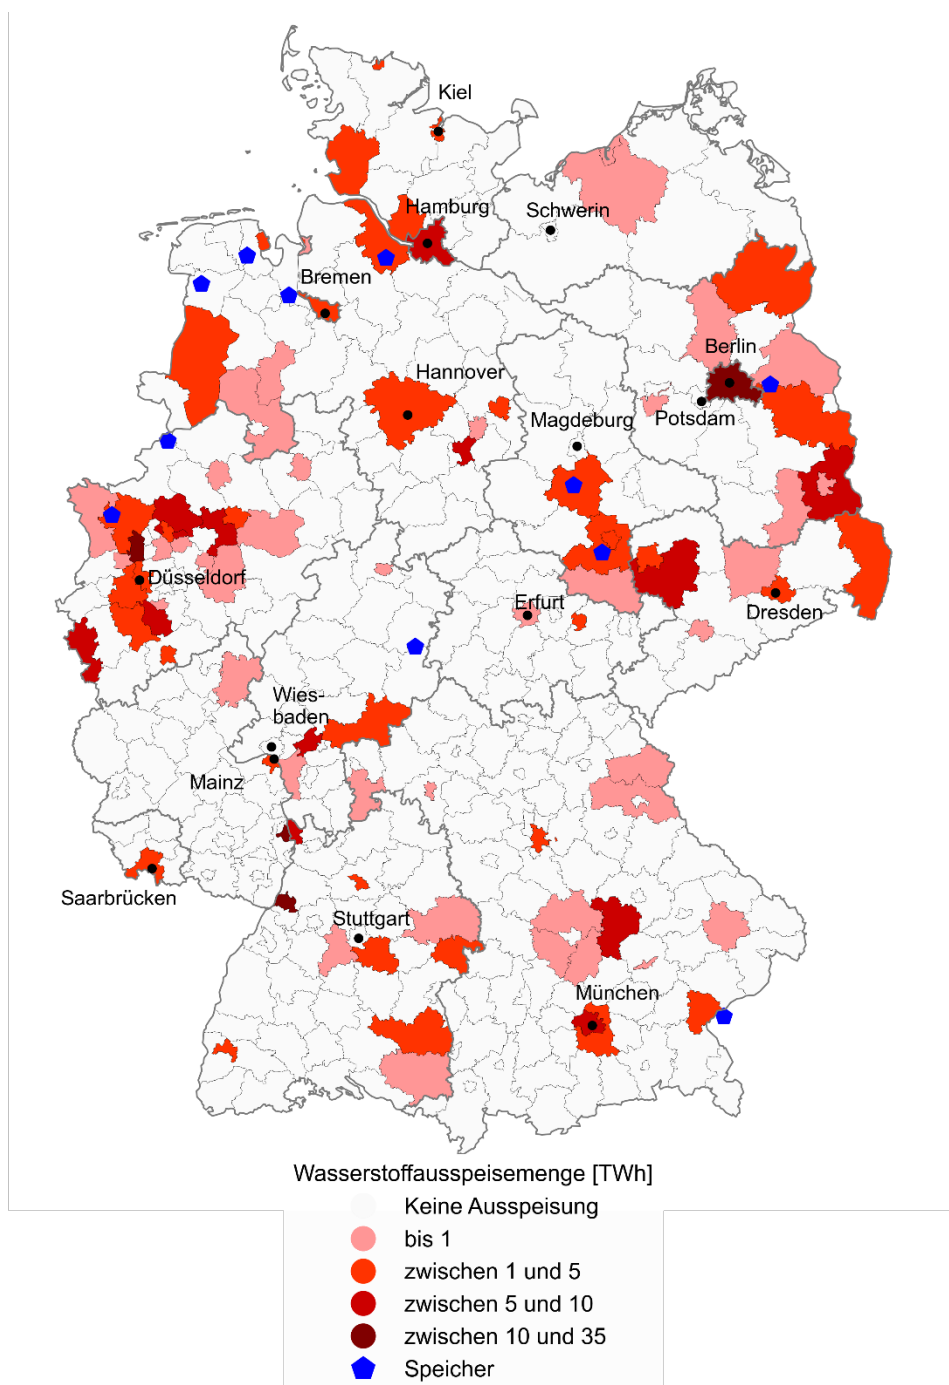 Kiel
Hamburg
Schwerin
Bremen
Berlin
Hannover
Magdeburg
Potsdam
Düsseldorf
Erfurt
Dresden
Wies-
baden
Mainz
Saarbrücken
Stuttgart
München
Wasserstoffausspeisemenge [TWh]
Keine Ausspeisung
bis 1
zwischen 1 und 5
zwischen 5 und 10
zwischen 10 und 35
Speicher